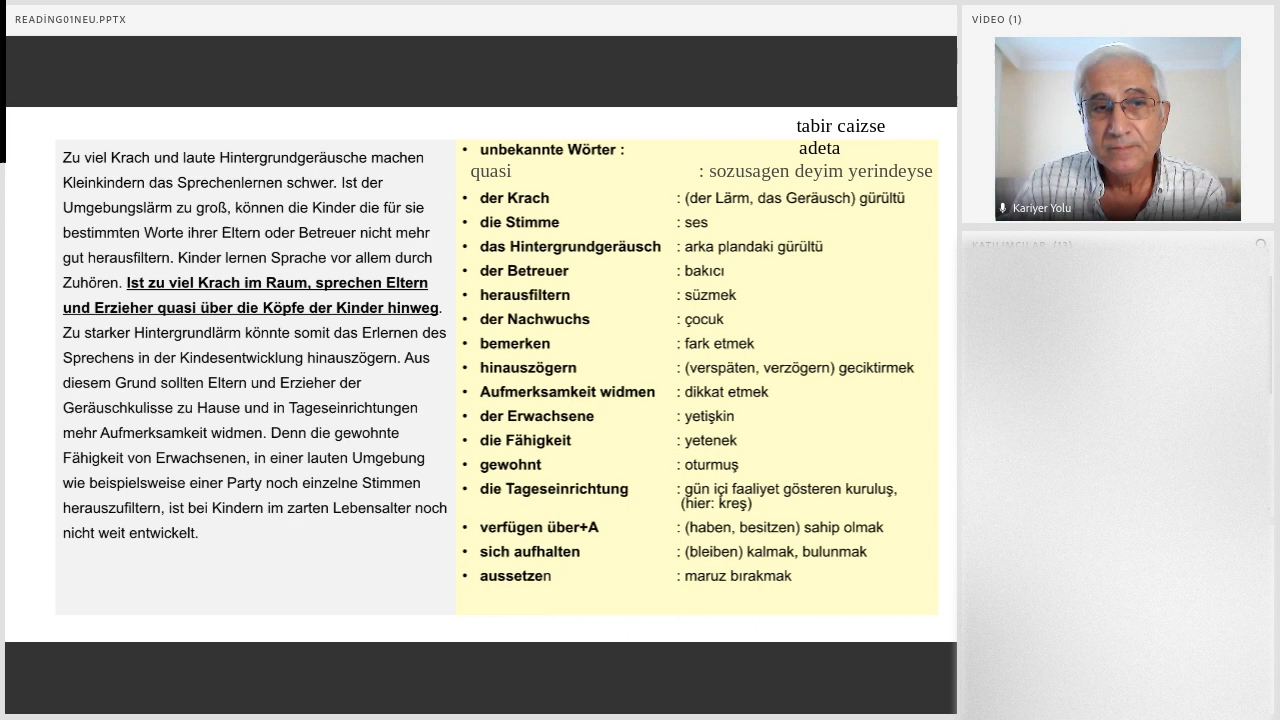 READİNG01NEU.PPTX
VİDEO (1)
Kariyer Yolu
KATILIMCILAR (13)
Zu viel Krach und laute Hintergrundgeräusche machen
Kleinkindern das Sprechenlernen schwer. Ist der
Umgebungslärm zu groß, können die Kinder die für sie
bestimmten Worte ihrer Eltern oder Betreuer nicht mehr
gut herausfiltern. Kinder lernen Sprache vor allem durch
Zuhören. Ist zu viel Krach im Raum, sprechen Eltern
und Erzieher quasi über die Köpfe der Kinder hinweg.
Zu starker Hintergrundlärm könnte somit das Erlernen des
Sprechens in der Kindesentwicklung hinauszögern. Aus
diesem Grund sollten Eltern und Erzieher der
Geräuschkulisse zu Hause und in Tageseinrichtungen
mehr Aufmerksamkeit widmen. Denn die gewohnte
Fähigkeit von Erwachsenen, in einer lauten Umgebung
wie beispielsweise einer Party noch einzelne Stimmen
herauszufiltern, ist bei Kindern im zarten Lebensalter noch
nicht weit entwickelt.
tabir caizse
• unbekannte Wörter : adeta
quasi : sozusagen deyim yerindeyse
• der Krach : (der Lärm, das Geräusch) gürültü
• die Stimme : ses
• das Hintergrundgeräusch : arka plandaki gürültü
• der Betreuer : bakıcı
• herausfiltern : süzmek
• der Nachwuchs : çocuk
• bemerken : fark etmek
• hinauszögern : (verspäten, verzögern) geciktirmek
• Aufmerksamkeit widmen : dikkat etmek
• der Erwachsene : yetişkin
• die Fähigkeit : yetenek
• gewohnt : oturmuş
• die Tageseinrichtung : gün içi faaliyet gösteren kuruluş,
(hier: kreş)
• verfügen über+A : (haben, besitzen) sahip olmak
• sich aufhalten : (bleiben) kalmak, bulunmak
• aussetzen : maruz bırakmak